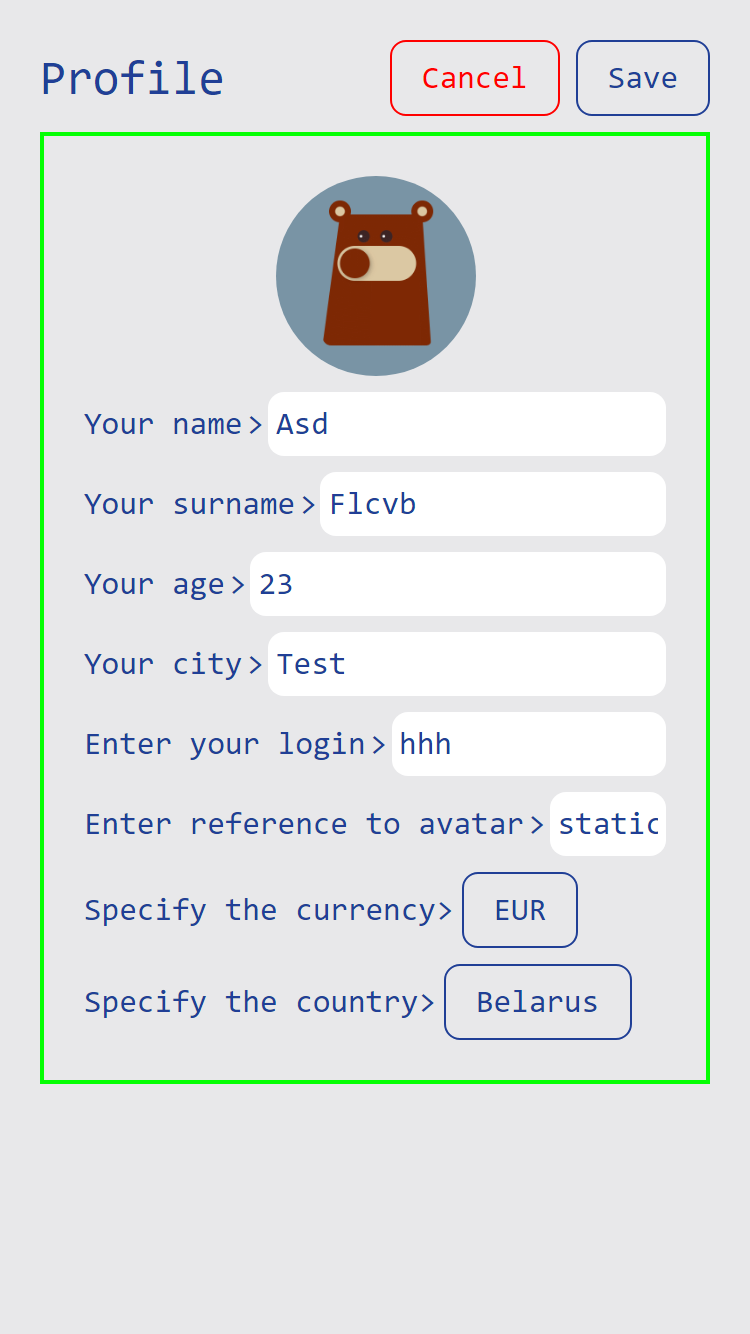 Profile Cancel Save
Your name> Asd
Your surname> Flcvb
Your age> 23
Your city> Test
Enter your login> hhh
Enter reference to avatar> static
Specify the currency> EUR
Specify the country> Belarus